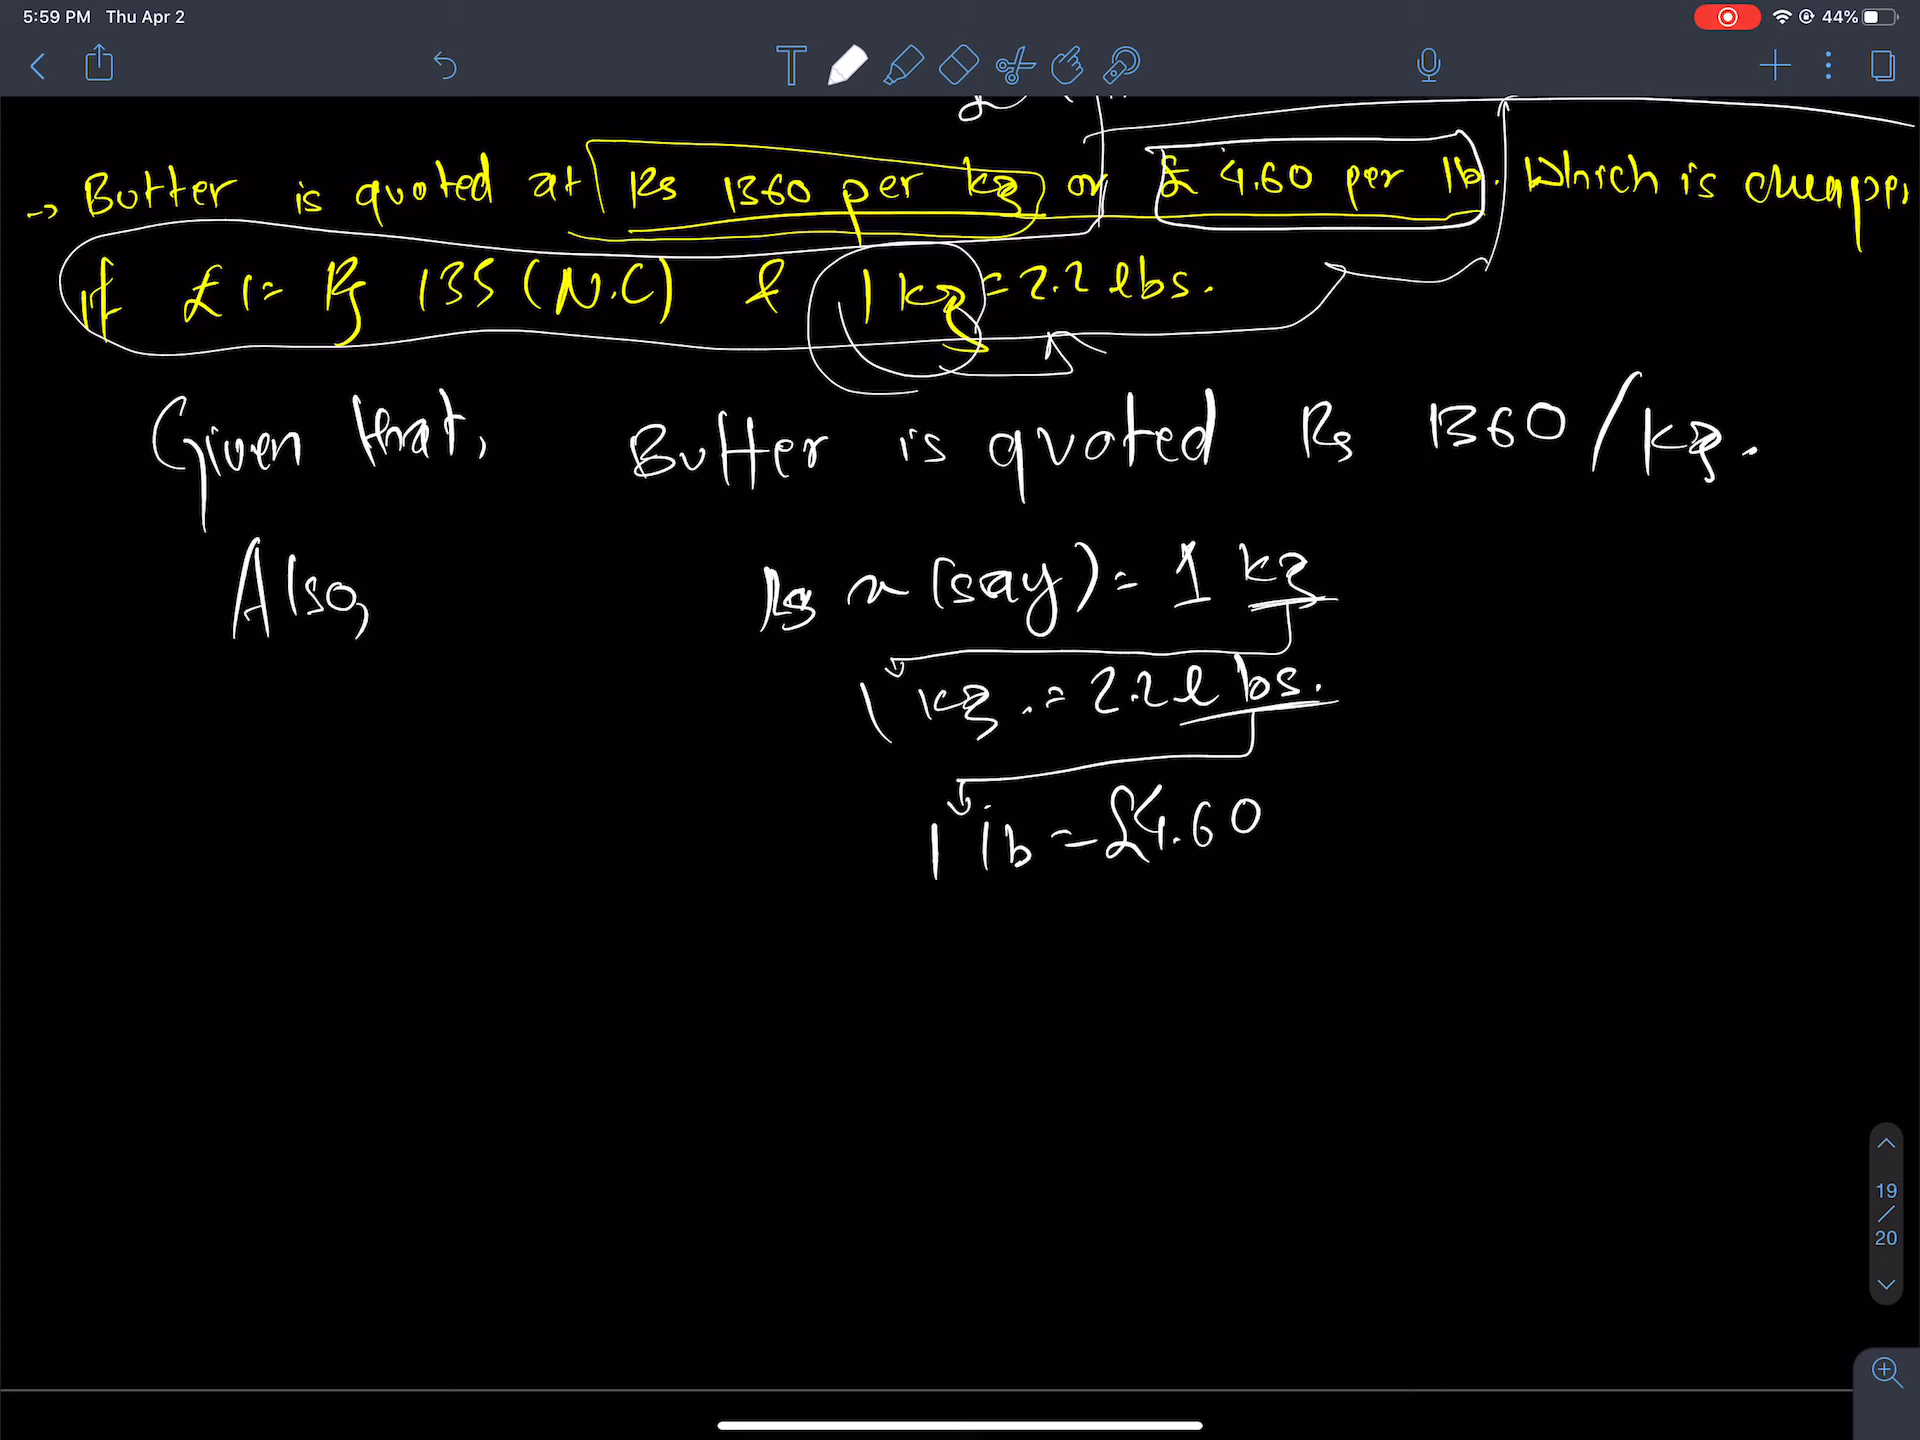 5:59 PM Thu Apr 2
44%
T
-> Butter is quoted at Rs 1360 per kg or £ 4.60 per lb. Which is cheaper
if £1= Rs 135 (N.C) & 1 kg = 2.2 lbs.
Given that, Butter is quoted Rs 1360/kg.
Also, Rs x (say) = 1 kg
1 kg. = 2.2 lbs.
1 lb = £4.60
19
/
20